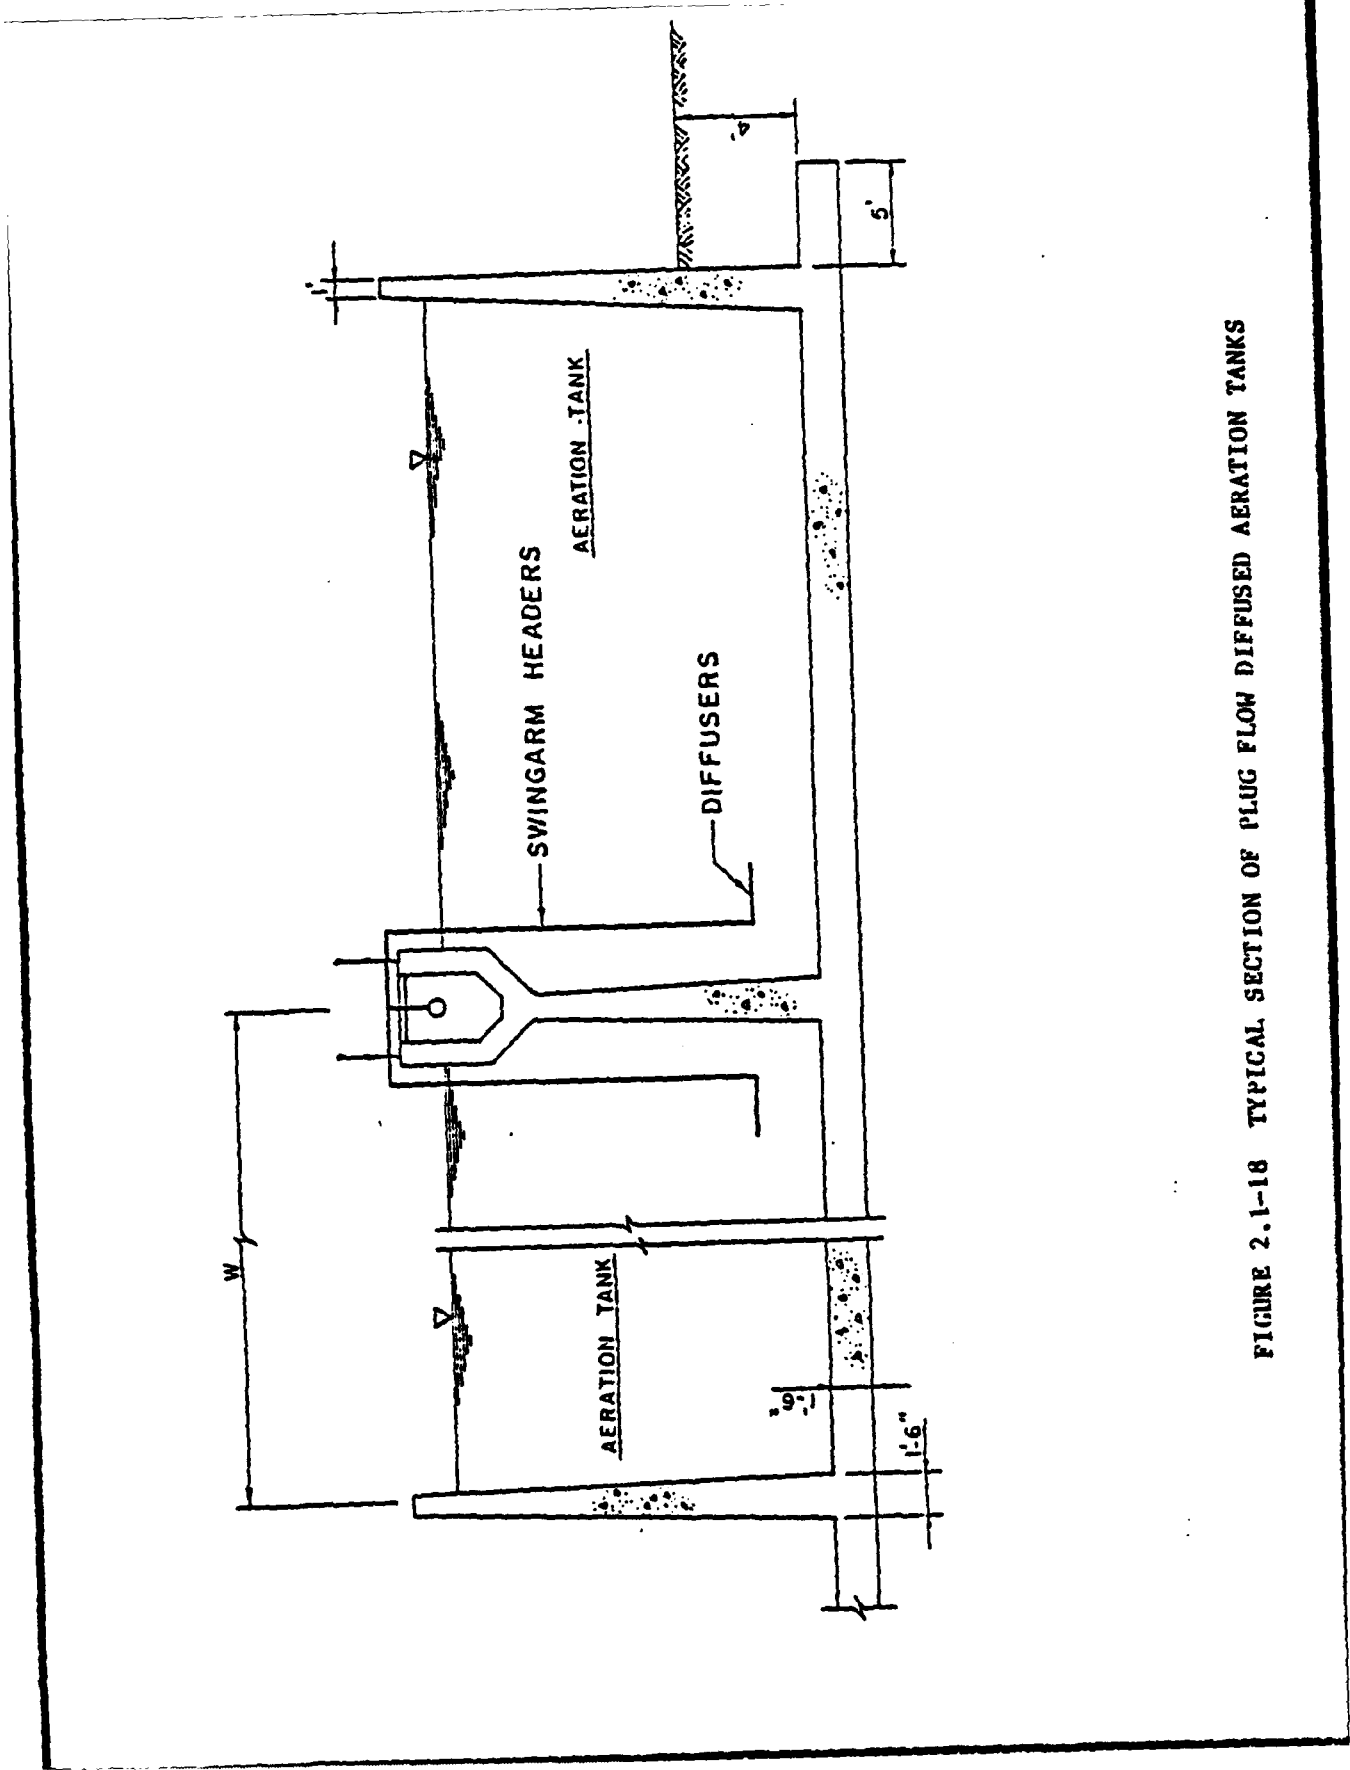 W
1'
SWINGARM HEADERS
AERATION TANK
AERATION TANK
DIFFUSERS
4'
1'-6"
1'-6"
5'
FIGURE 2.1-18 TYPICAL SECTION OF PLUG FLOW DIFFUSED AERATION TANKS